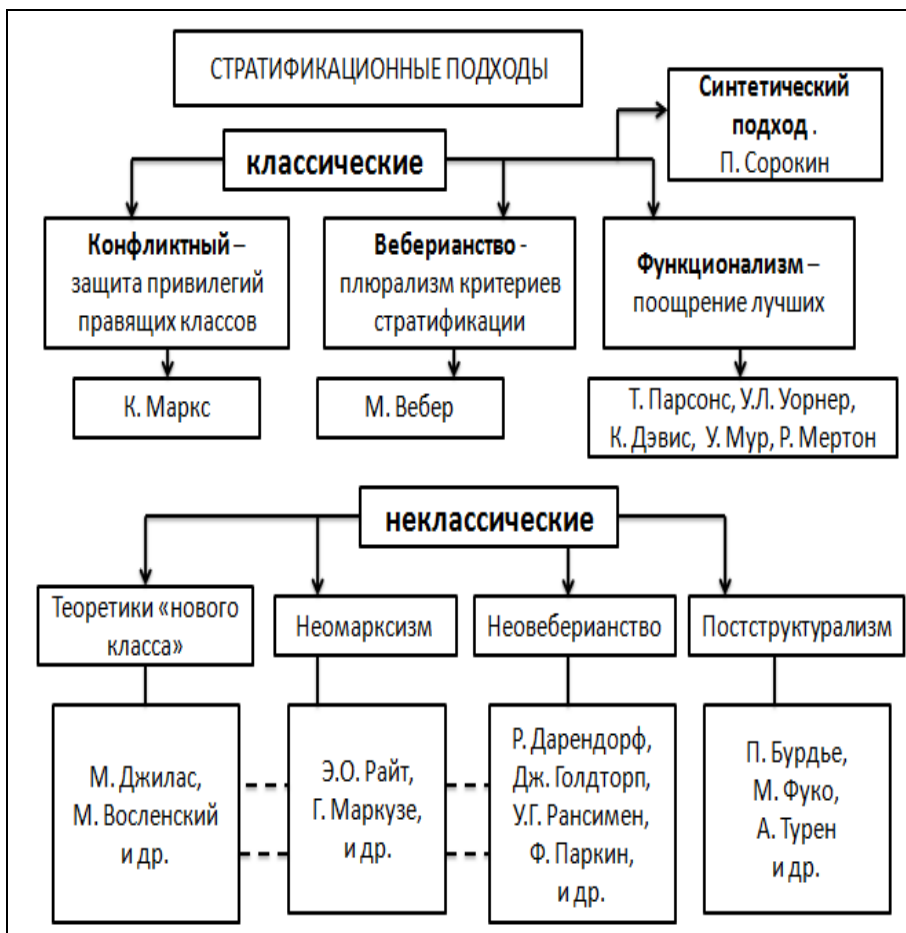 СТРАТИФИКАЦИОННЫЕ ПОДХОДЫ
Синтетический
подход .
П. Сорокин
классические
Конфликтный –
защита привилегий
правящих классов
Веберианство -
плюрализм критериев
стратификации
Функционализм –
поощрение лучших
К. Маркс
М. Вебер
Т. Парсонс, У.Л. Уорнер,
К. Дэвис, У. Мур, Р. Мертон
неклассические
Теоретики «нового
класса»
Неомарксизм
Неовеберианство
Постструктурализм
М. Джилас,
М. Восленский
и др.
Э.О. Райт,
Г. Маркузе,
и др.
Р. Дарендорф,
Дж. Голдторп,
У.Г. Рансимен,
Ф. Паркин,
и др.
П. Бурдье,
М. Фуко,
А. Турен
и др.